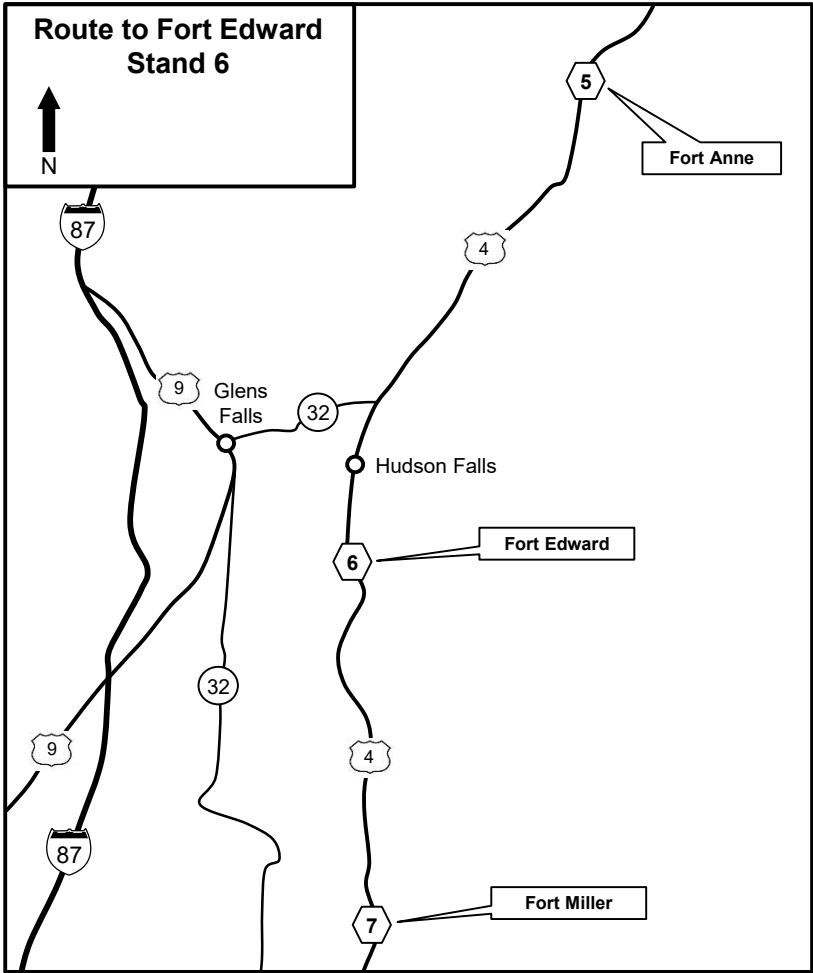 Route to Fort Edward
Stand 6
N
5
Fort Anne
87
4
9
Glens
Falls
32
Hudson Falls
Fort Edward
6
32
9
4
87
Fort Miller
7